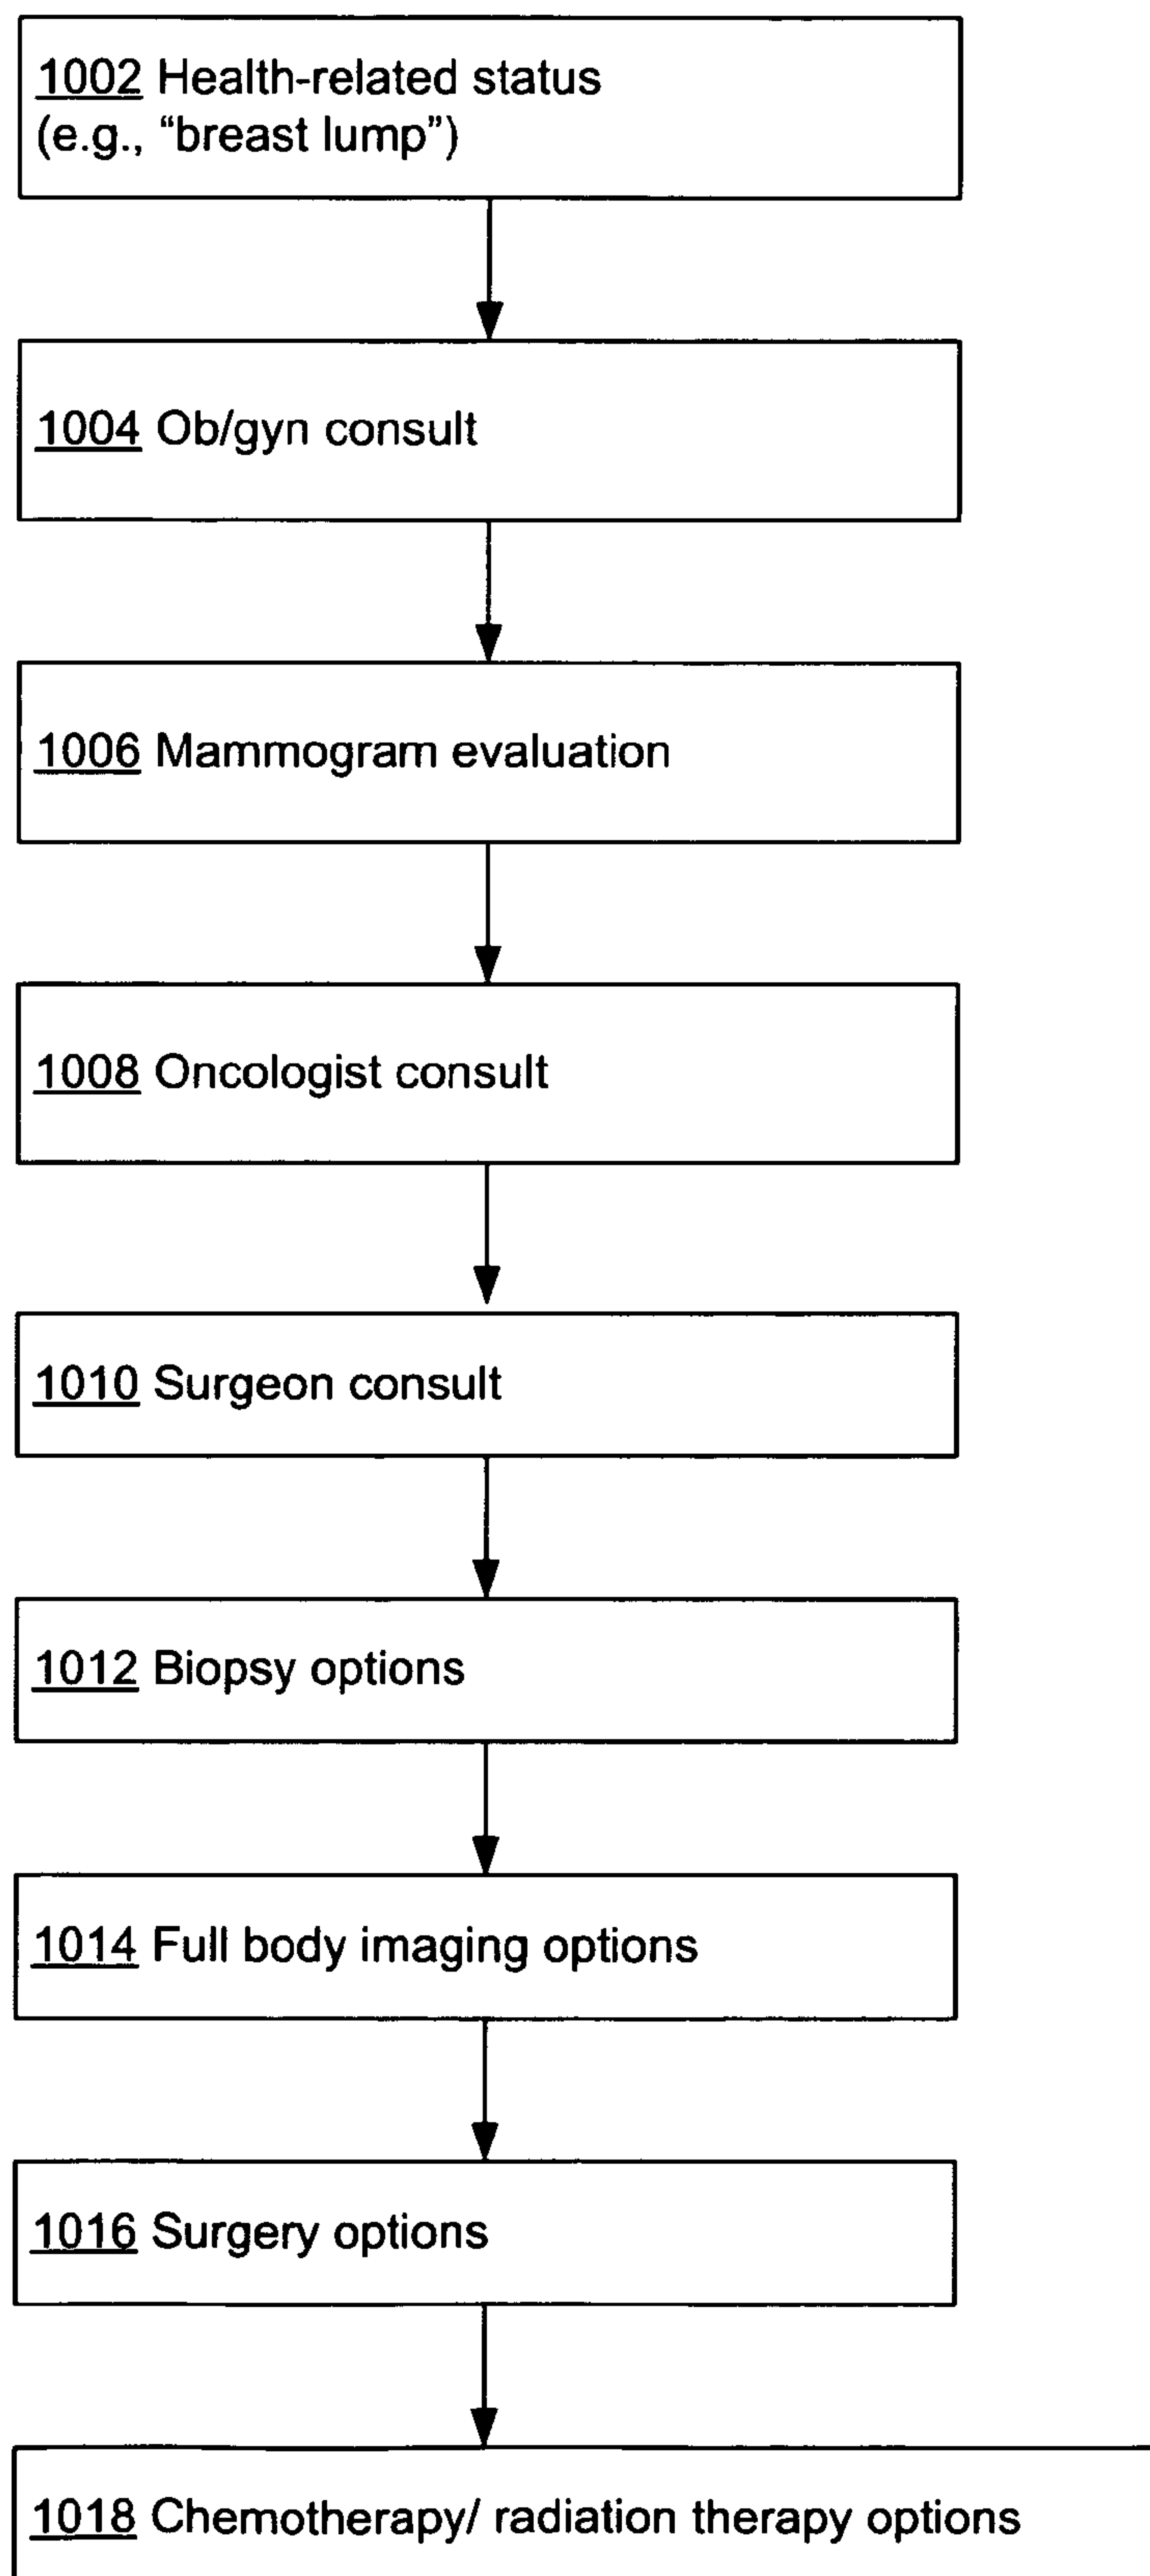 1002 Health-related status
(e.g., “breast lump”)
1004 Ob/gyn consult
1006 Mammogram evaluation
1008 Oncologist consult
1010 Surgeon consult
1012 Biopsy options
1014 Full body imaging options
1016 Surgery options
1018 Chemotherapy/ radiation therapy options